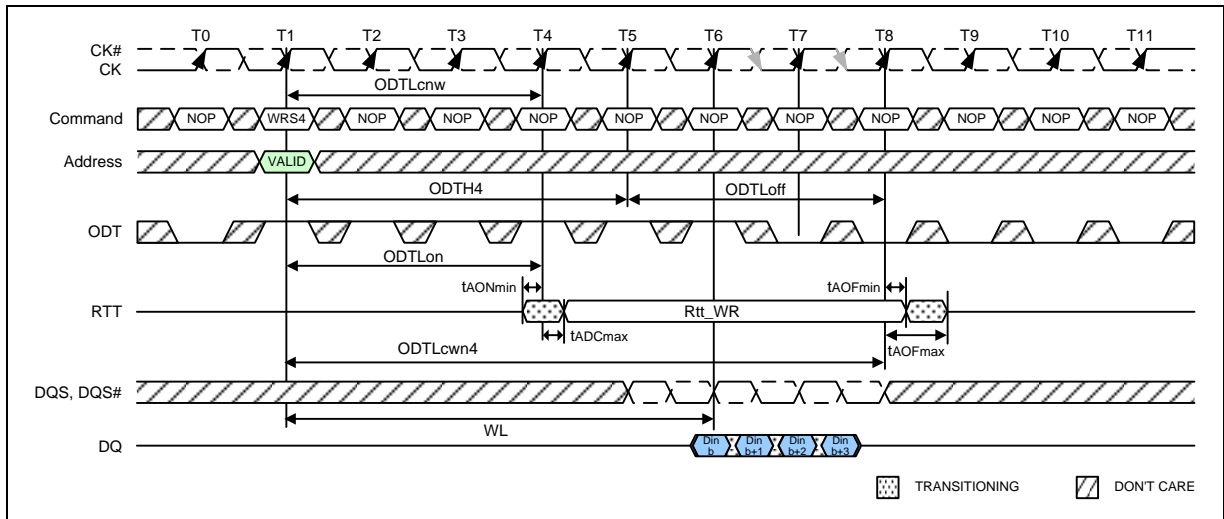 T0 T1 T2 T3 T4 T5 T6 T7 T8 T9 T10 T11
CK#
CK
ODTLcnw
Command NOP WRS4 NOP NOP NOP NOP NOP NOP NOP NOP NOP NOP
Address VALID
ODTH4 ODTLoff
ODT
ODTLon
tAONmin tAOFmin
RTT Rtt_WR
tADCmax tAOFmax
ODTLcwn4
DQS, DQS#
WL
DQ Din b Din b+1 Din b+2 Din b+3
TRANSITIONING DON'T CARE